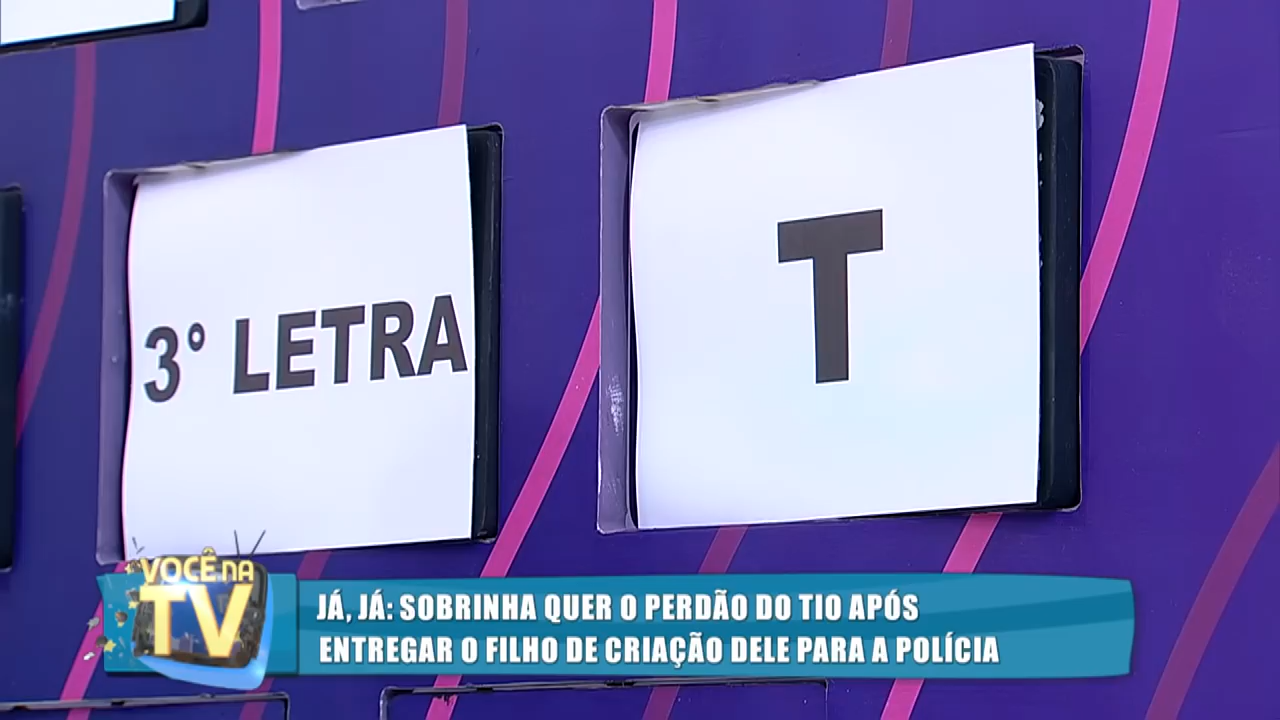 3° LETRA
T
VOCÊ NA
TV
JÁ, JÁ: SOBRINHA QUER O PERDÃO DO TIO APÓS
ENTREGAR O FILHO DE CRIAÇÃO DELE PARA A POLÍCIA